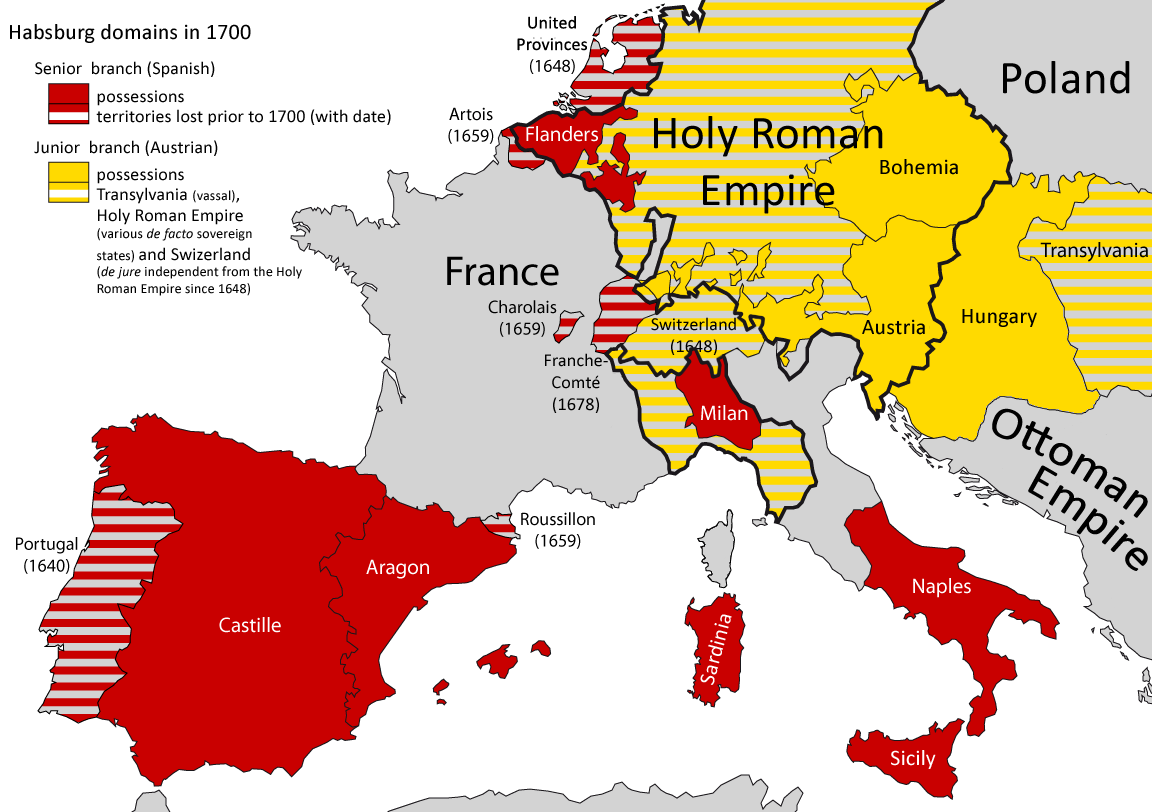 Habsburg domains in 1700
Senior branch (Spanish)
possessions
territories lost prior to 1700 (with date)
Junior branch (Austrian)
possessions
Transylvania (vassal),
Holy Roman Empire
(various de facto sovereign
states) and Swizerland
(de jure independent from the Holy
Roman Empire since 1648)
United
Provinces
(1648)
Artois
(1659)
Flanders
Holy Roman
Empire
Poland
Bohemia
Transylvania
France
Charolais
(1659)
Switzerland
(1648)
Austria
Hungary
Franche-
Comté
(1678)
Milan
Ottoman
Empire
Portugal
(1640)
Roussillon
(1659)
Aragon
Castille
Naples
Sardinia
Sicily